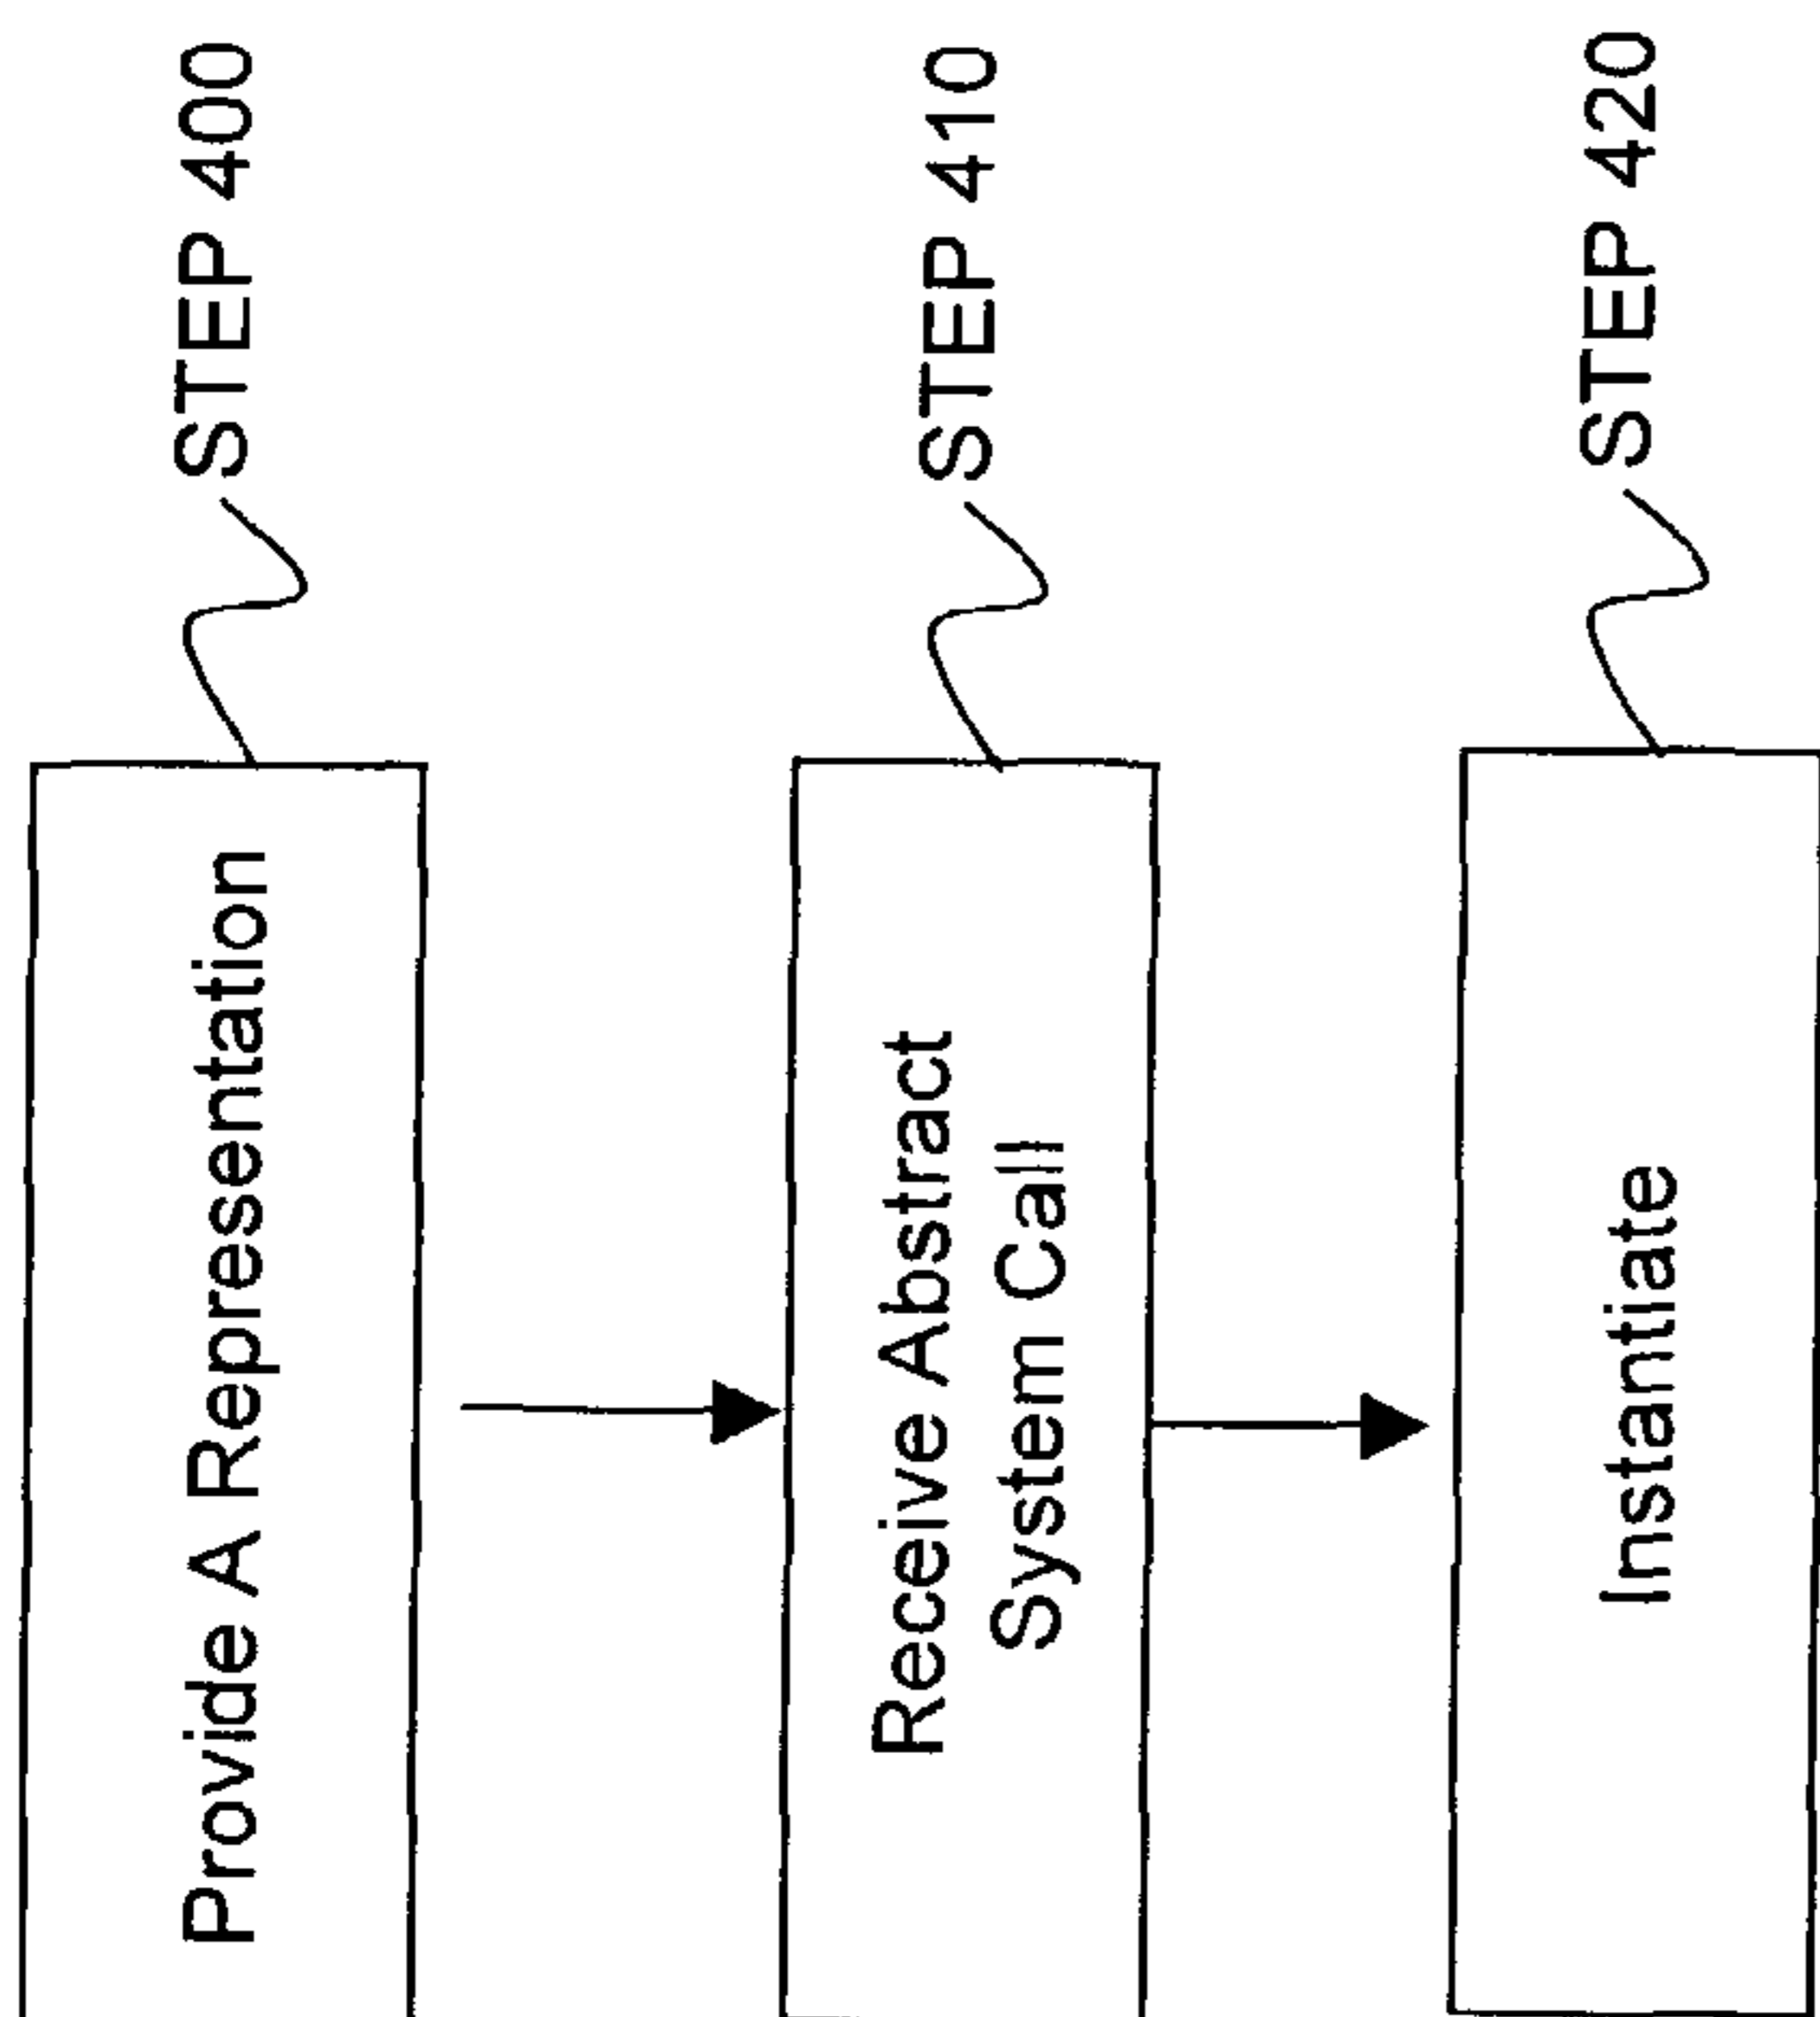 Provide A Representation
STEP 400
Receive Abstract
System Call
STEP 410
Instantiate
STEP 420